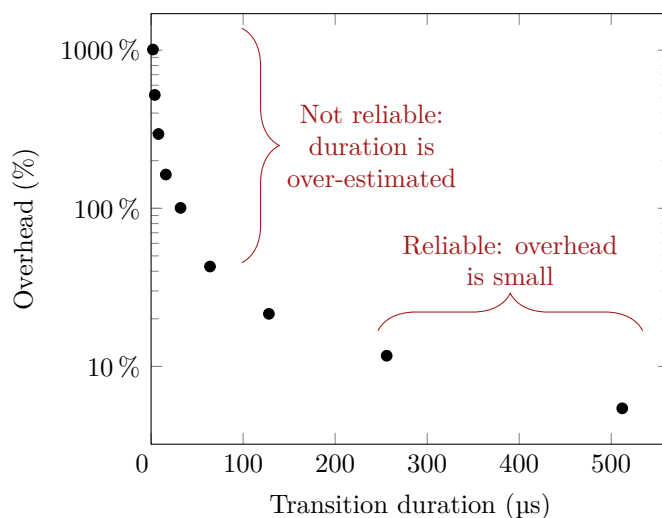 1000 %
100 %
10 %
Overhead (%)
Not reliable:
duration is
over-estimated
Reliable: overhead
is small
0
100
200
300
400
500
Transition duration (µs)